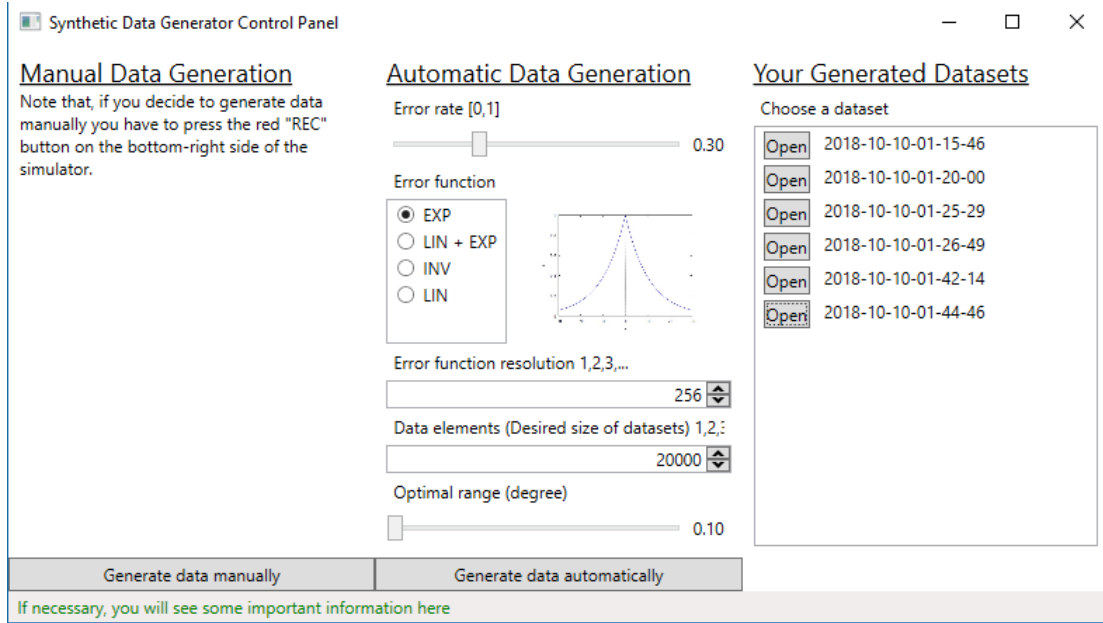 Synthetic Data Generator Control Panel
Manual Data Generation
Note that, if you decide to generate data
manually you have to press the red "REC"
button on the bottom-right side of the
simulator.
Generate data manually
Automatic Data Generation
Error rate [0,1]
0.30
Error function
EXP
LIN + EXP
INV
LIN
Error function resolution 1,2,3,...
256
Data elements (Desired size of datasets) 1,2,3
20000
Optimal range (degree)
0.10
Generate data automatically
Your Generated Datasets
Choose a dataset
Open 2018-10-10-01-15-46
Open 2018-10-10-01-20-00
Open 2018-10-10-01-25-29
Open 2018-10-10-01-26-49
Open 2018-10-10-01-42-14
Open 2018-10-10-01-44-46
If necessary, you will see some important information here